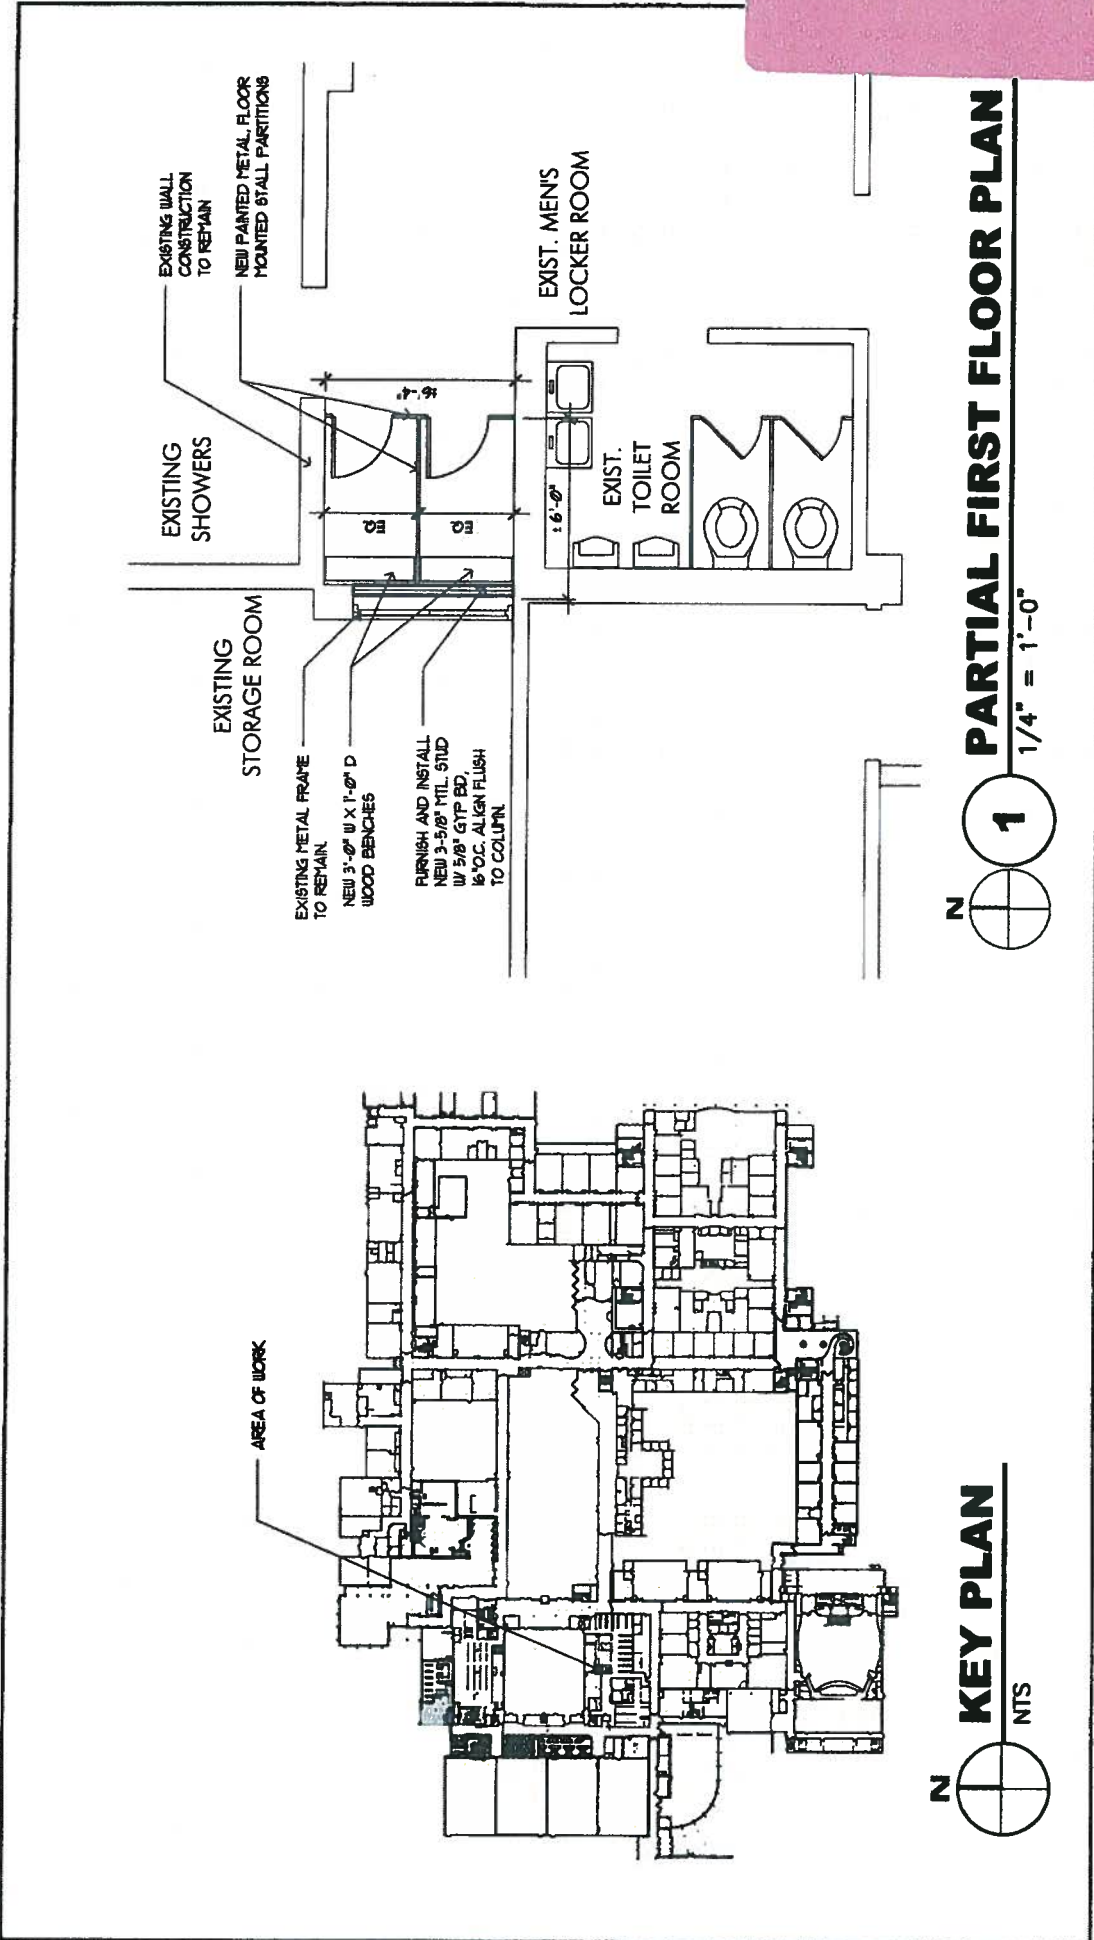 AREA OF WORK
N
KEY PLAN
NTS
EXISTING WALL
CONSTRUCTION
TO REMAIN
NEW PAINTED METAL, FLOOR
MOUNTED STALL PARTITIONS
EXISTING
SHOWERS
EXISTING
STORAGE ROOM
EXISTING METAL FRAME
TO REMAIN.
NEW 3'-0" W X 1'-0" D
WOOD BENCHES
FURNISH AND INSTALL
NEW 3-5/8" MTL. STUD
W/ 5/8" GYP BD,
16"O.C. ALIGN FLUSH
TO COLUMN.
EQ
EQ
±6'-4"
± 6'-0"
EXIST. MEN'S
LOCKER ROOM
EXIST.
TOILET
ROOM
N
1
PARTIAL FIRST FLOOR PLAN
1/4" = 1'-0"